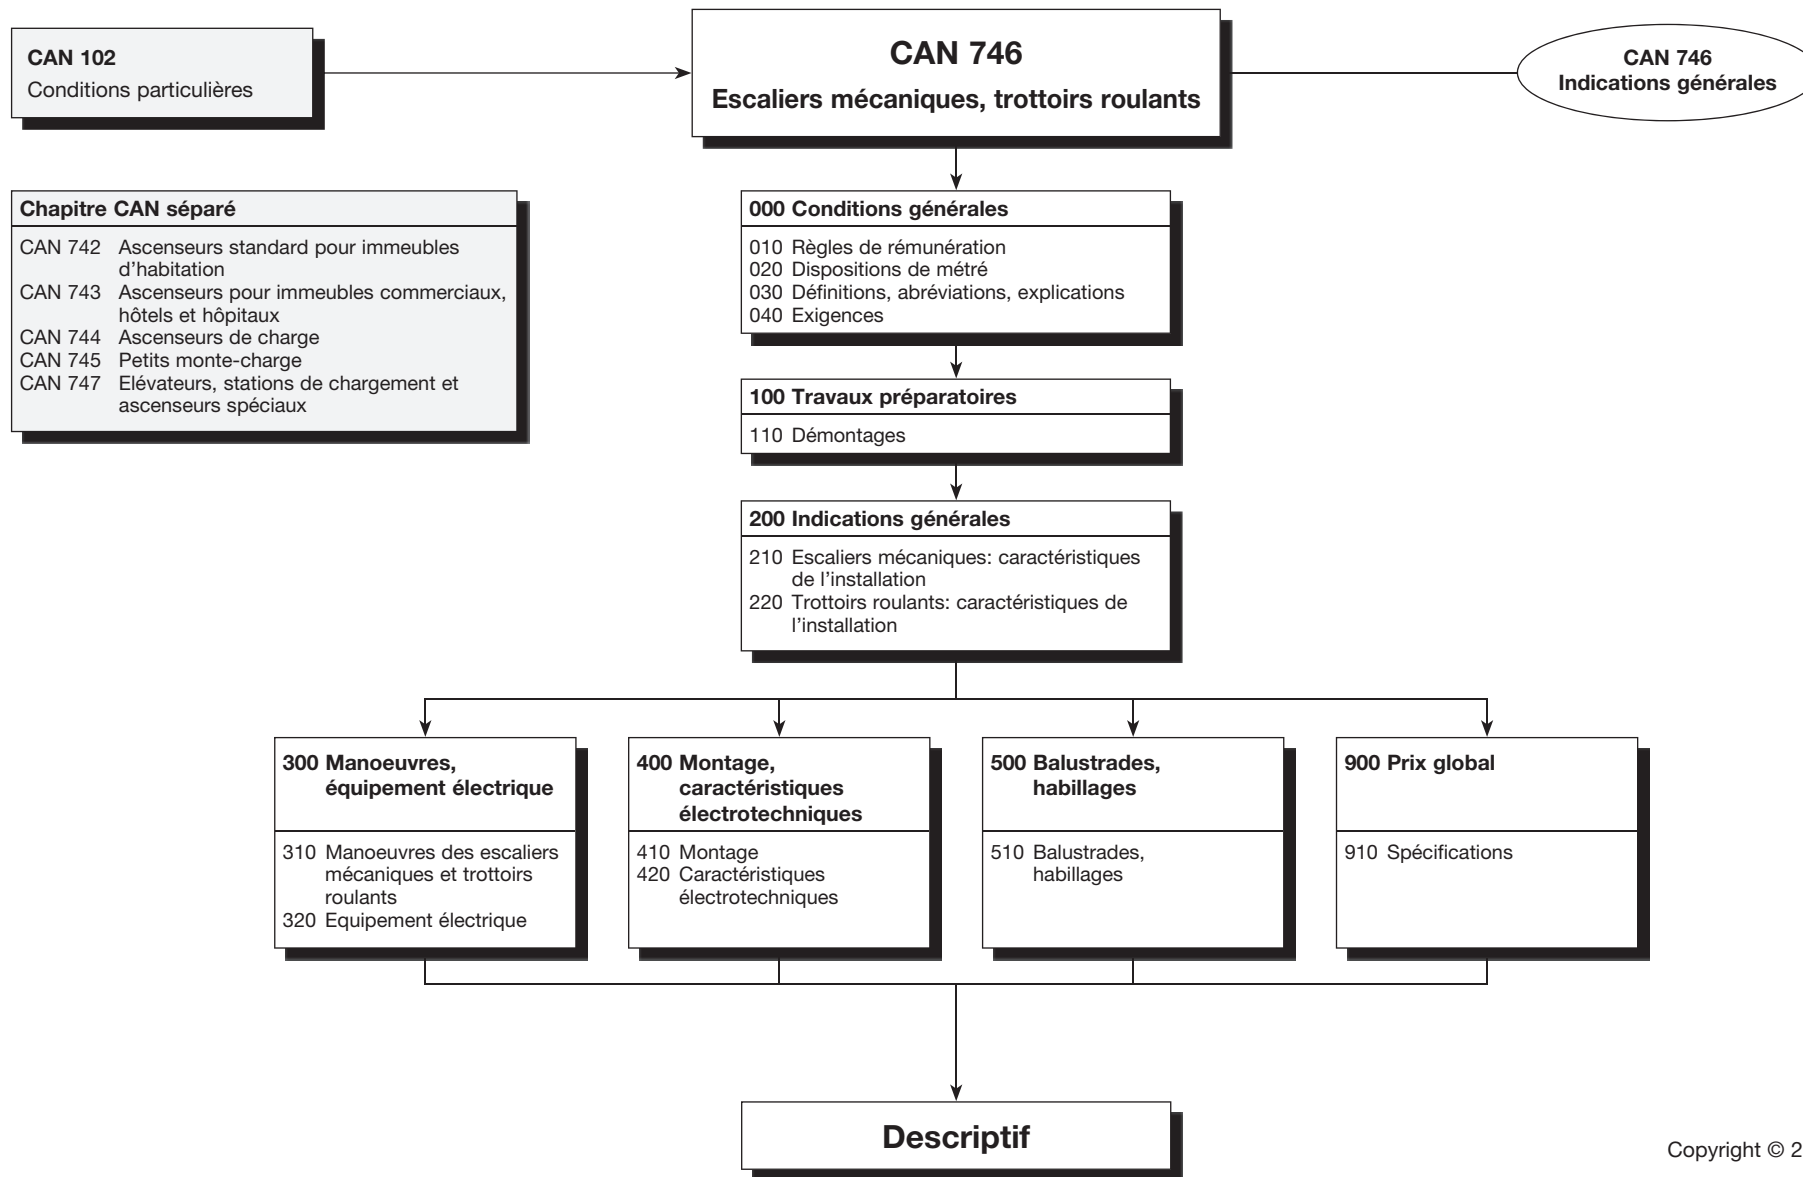 CAN 102
Conditions particulières
CAN 746
Escaliers mécaniques, trottoirs roulants
CAN 746
Indications générales
Chapitre CAN séparé
CAN 742 Ascenseurs standard pour immeubles
d’habitation
CAN 743 Ascenseurs pour immeubles commerciaux,
hôtels et hôpitaux
CAN 744 Ascenseurs de charge
CAN 745 Petits monte-charge
CAN 747 Elévateurs, stations de chargement et
ascenseurs spéciaux
000 Conditions générales
010 Règles de rémunération
020 Dispositions de métré
030 Définitions, abréviations, explications
040 Exigences
100 Travaux préparatoires
110 Démontages
200 Indications générales
210 Escaliers mécaniques: caractéristiques
de l’installation
220 Trottoirs roulants: caractéristiques de
l’installation
300 Manoeuvres,
équipement électrique
310 Manoeuvres des escaliers
mécaniques et trottoirs
roulants
320 Equipement électrique
400 Montage,
caractéristiques
électrotechniques
410 Montage
420 Caractéristiques
électrotechniques
500 Balustrades,
habillages
510 Balustrades,
habillages
900 Prix global
910 Spécifications
Descriptif
Copyright © 2